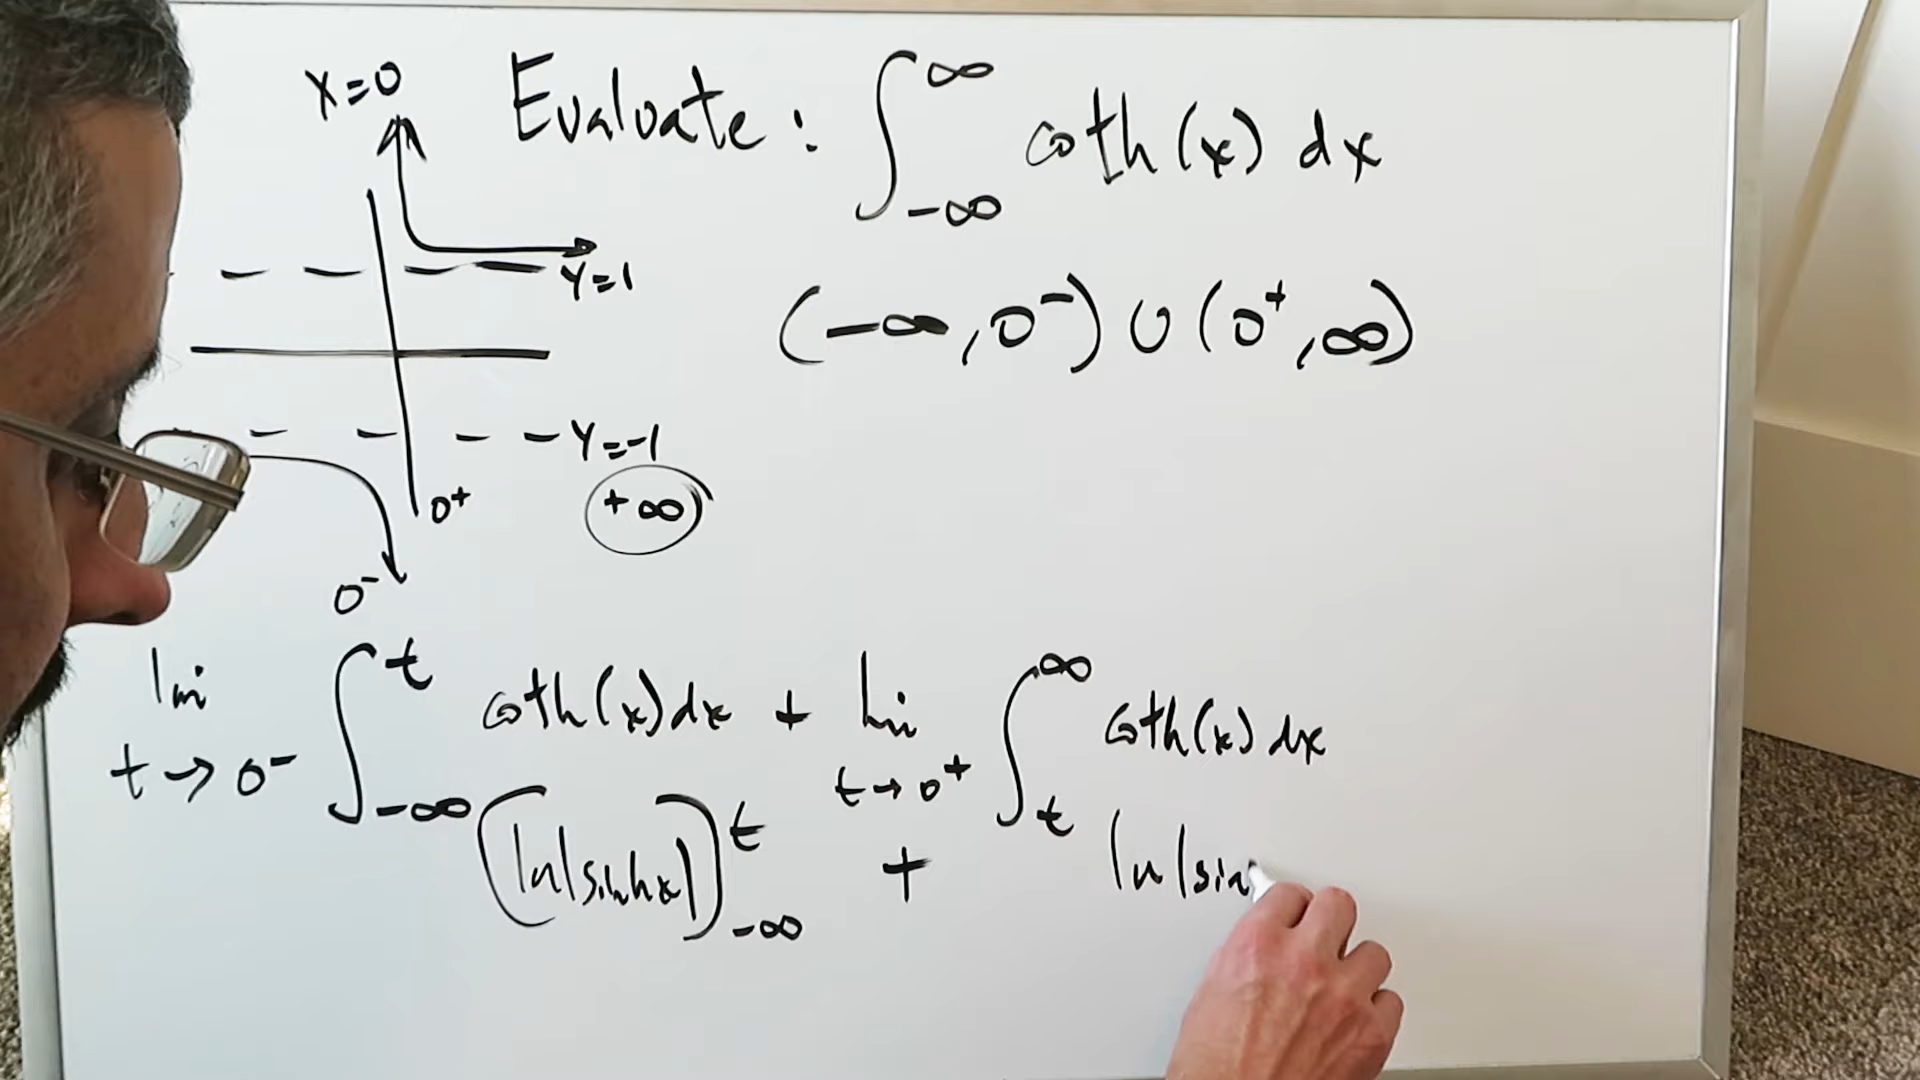 x=0
Evaluate: ∫_{-∞}^{∞} coth(x) dx
y=1
(-∞, 0⁻) ∪ (0⁺, ∞)
y=-1
0⁺
+∞
0⁻
lim_{t→0⁻} ∫_{-∞}^{t} coth(x) dx + lim_{t→0⁺} ∫_{t}^{∞} coth(x) dx
(ln|sinhx|)_{-∞}^{t} + ln|sin